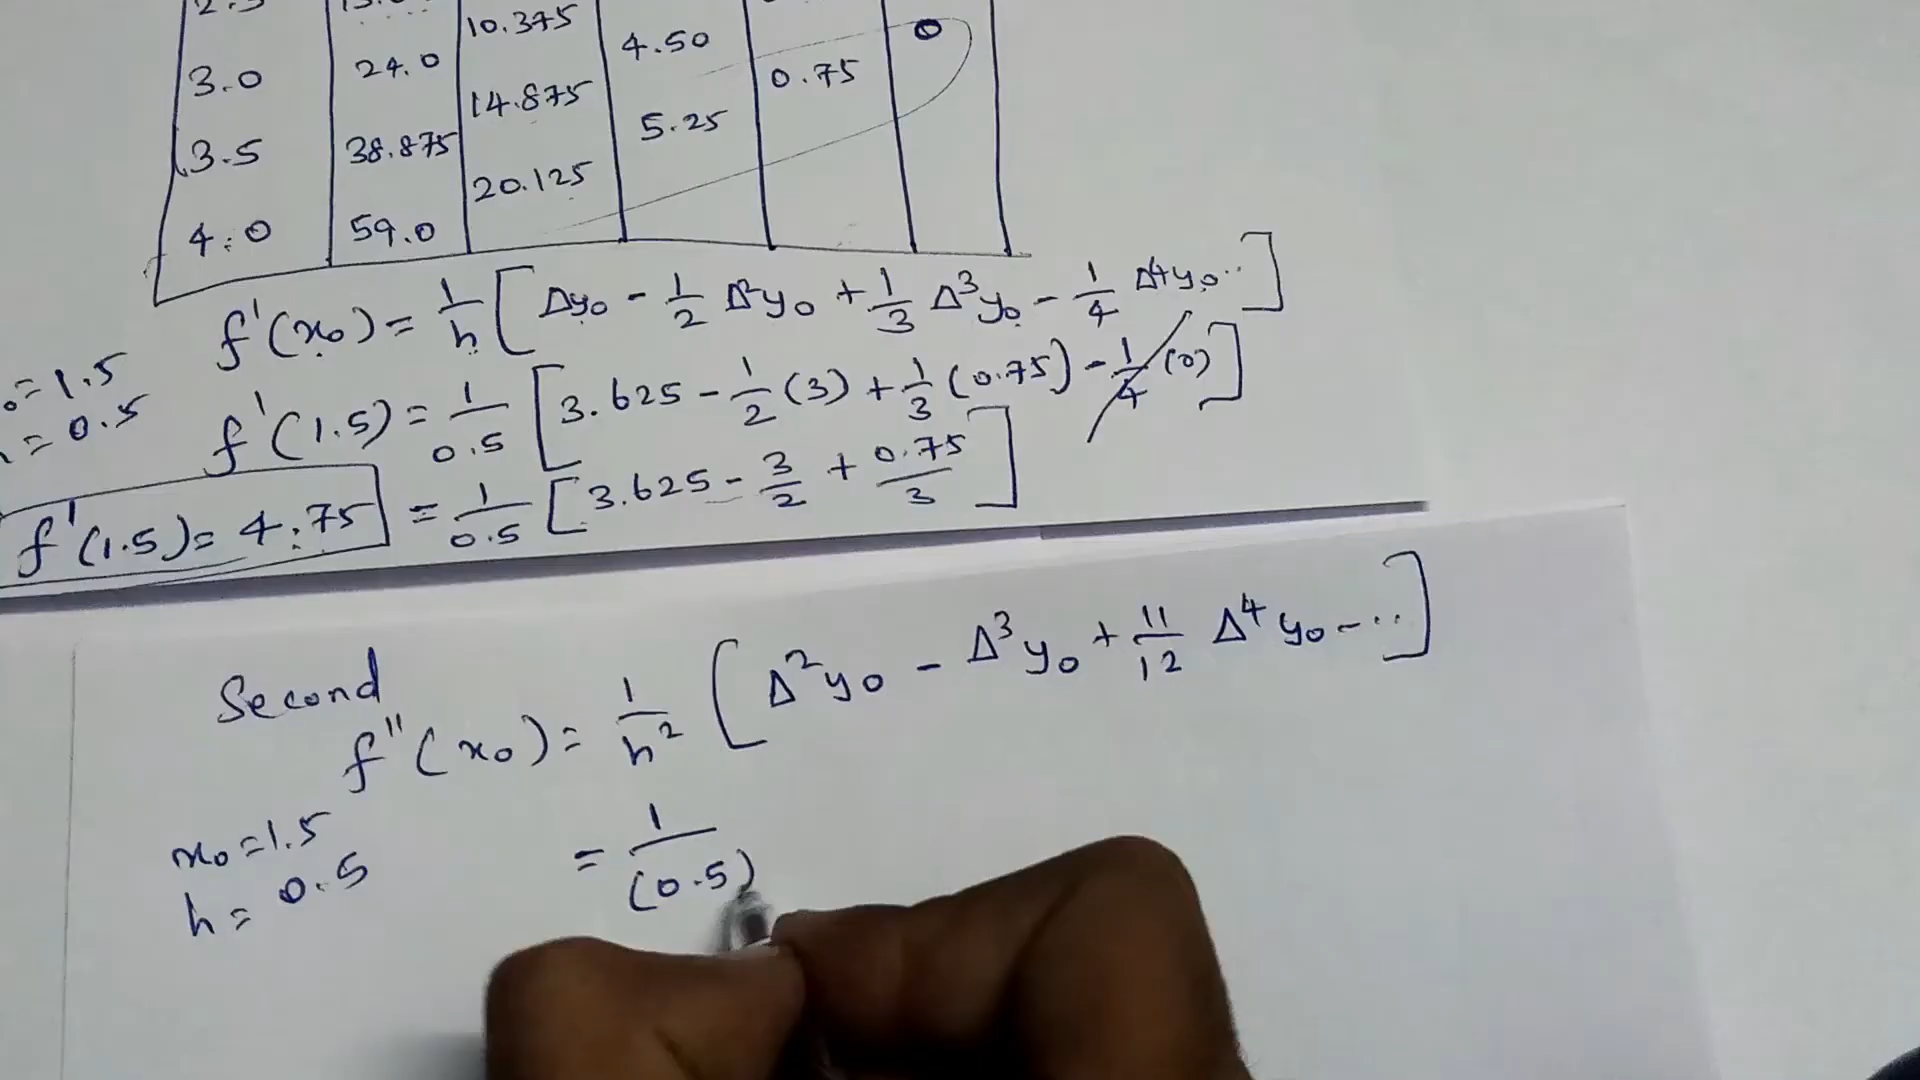 10.375
4.50
0
3.0 24.0
0.75
14.875
5.25
3.5 38.875
20.125
4.0 59.0
f'(x₀) = 1/h [Δy₀ - 1/2 Δ²y₀ + 1/3 Δ³y₀ - 1/4 Δ⁴y₀..]
₀=1.5
= 0.5
f'(1.5) = 1/0.5 [3.625 - 1/2 (3) + 1/3 (0.75) - 1/4 (0)]
f'(1.5) = 4.75 = 1/0.5 [3.625 - 3/2 + 0.75/3]
Second
f''(x₀) = 1/h² [Δ²y₀ - Δ³y₀ + 11/12 Δ⁴y₀ - ...]
x₀ = 1.5
h = 0.5
= 1/(0.5)